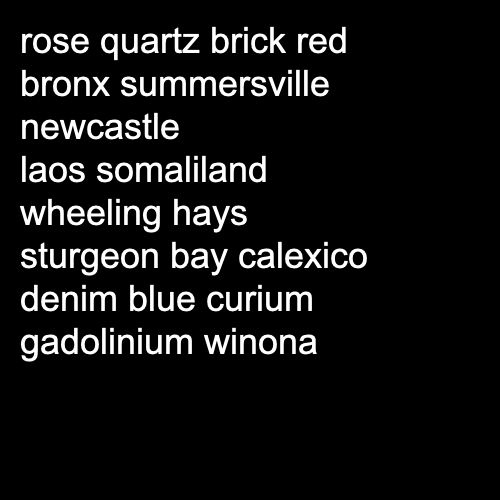 rose quartz brick red
bronx summersville
newcastle
laos somaliland
wheeling hays
sturgeon bay calexico
denim blue curium
gadolinium winona